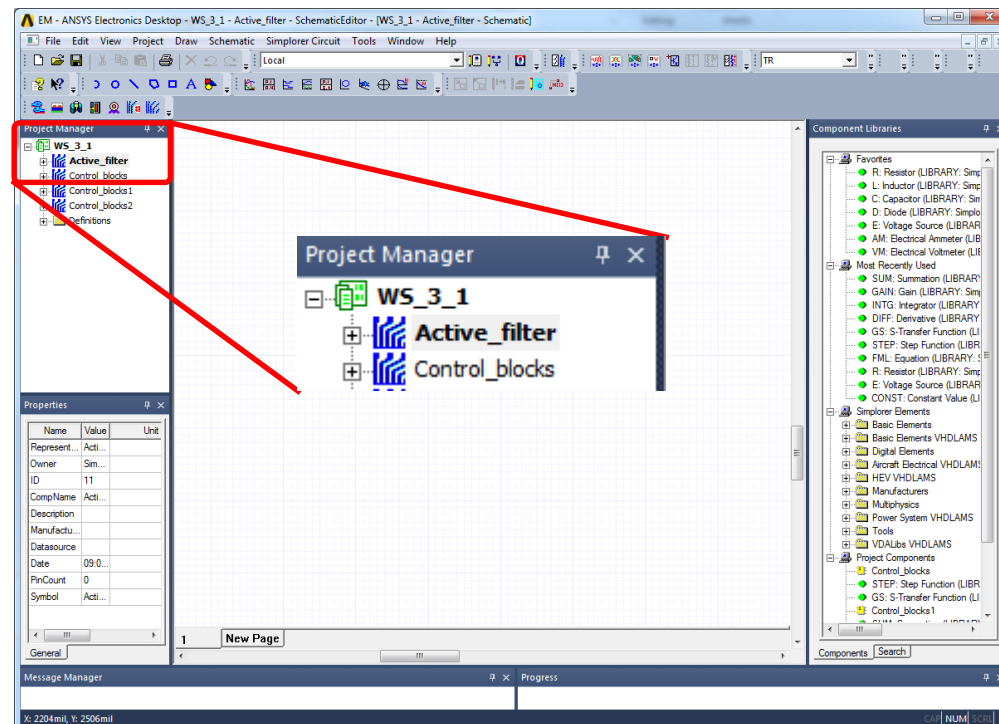 EM - ANSYS Electronics Desktop - WS_3_1 - Active_filter - SchematicEditor - [WS_3_1 - Active_filter - Schematic]
File Edit View Project Draw Schematic Simplorer Circuit Tools Window Help
Local
TR
Project Manager
WS_3_1
Active_filter
Control_blocks
Control_blocks1
Control_blocks2
Definitions
Project Manager
WS_3_1
Active_filter
Control_blocks
Properties
Name Value Unit
Represent... Acti...
Owner Sim...
ID 11
CompName Acti...
Description
Manufactu...
Datasource
Date 09:0...
PinCount 0
Symbol Acti...
General
1 New Page
Component Libraries
Favorites
R: Resistor (LIBRARY: Simp
L: Inductor (LIBRARY: Simp
C: Capacitor (LIBRARY: Sim
D: Diode (LIBRARY: Simplo
E: Voltage Source (LIBRAR
AM: Electrical Ammeter (LIB
VM: Electrical Voltmeter (LIE
Most Recently Used
SUM: Summation (LIBRARY
GAIN: Gain (LIBRARY: Simp
INTG: Integrator (LIBRARY
DIFF: Derivative (LIBRARY
GS: S-Transfer Function (LI
STEP: Step Function (LIBR
FML: Equation (LIBRARY: S
R: Resistor (LIBRARY: Simp
E: Voltage Source (LIBRAR
CONST: Constant Value (LI
Simplorer Elements
Basic Elements
Basic Elements VHDLAMS
Digital Elements
Aircraft Electrical VHDLAMS
HEV VHDLAMS
Manufacturers
Multiphysics
Power System VHDLAMS
Tools
VDALibs VHDLAMS
Project Components
Control_blocks
STEP: Step Function (LIBR
GS: S-Transfer Function (LI
Control_blocks1
Components Search
Message Manager
Progress
X: 2204mil, Y: 2506mil
CAP NUM SCRL